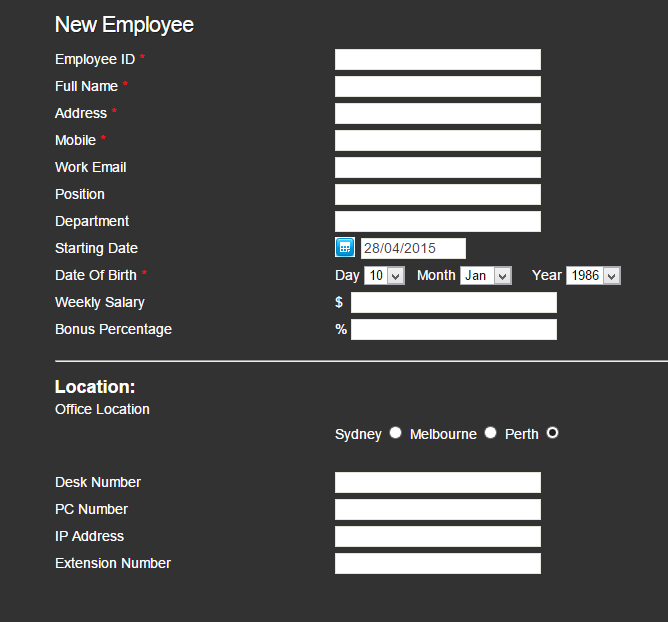 New Employee
Employee ID *
Full Name *
Address *
Mobile *
Work Email
Position
Department
Starting Date 28/04/2015
Date Of Birth * Day 10 Month Jan Year 1986
Weekly Salary $
Bonus Percentage %
Location:
Office Location
Sydney Melbourne Perth
Desk Number
PC Number
IP Address
Extension Number